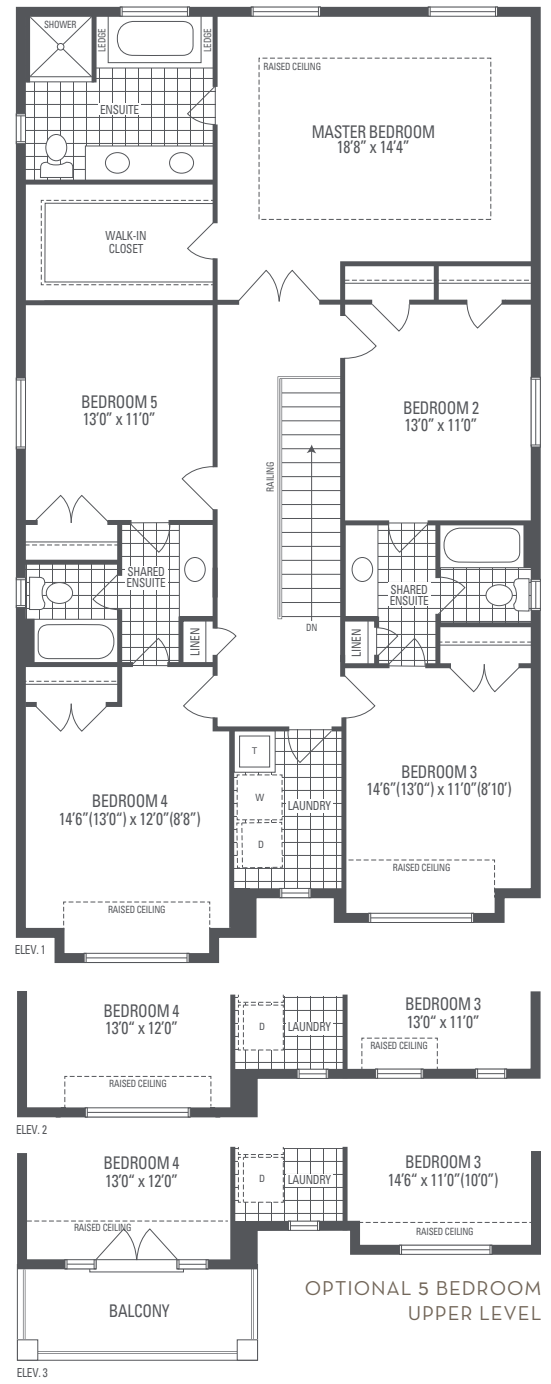 SHOWER
LEDGE
LEDGE
ENSUITE
RAISED CEILING
MASTER BEDROOM
18'8" x 14'4"
WALK-IN
CLOSET
BEDROOM 5
13'0" x 11'0"
BEDROOM 2
13'0" x 11'0"
RAILING
SHARED
ENSUITE
SHARED
ENSUITE
LINEN
DN
LINEN
T
W
D
LAUNDRY
BEDROOM 4
14'6"(13'0") x 12'0"(8'8")
BEDROOM 3
14'6"(13'0") x 11'0"(8'10')
RAISED CEILING
RAISED CEILING
ELEV. 1
BEDROOM 4
13'0" x 12'0"
D
LAUNDRY
BEDROOM 3
13'0" x 11'0"
RAISED CEILING
RAISED CEILING
ELEV. 2
BEDROOM 4
13'0" x 12'0"
D
LAUNDRY
BEDROOM 3
14'6" x 11'0"(10'0")
RAISED CEILING
RAISED CEILING
BALCONY
OPTIONAL 5 BEDROOM
UPPER LEVEL
ELEV. 3